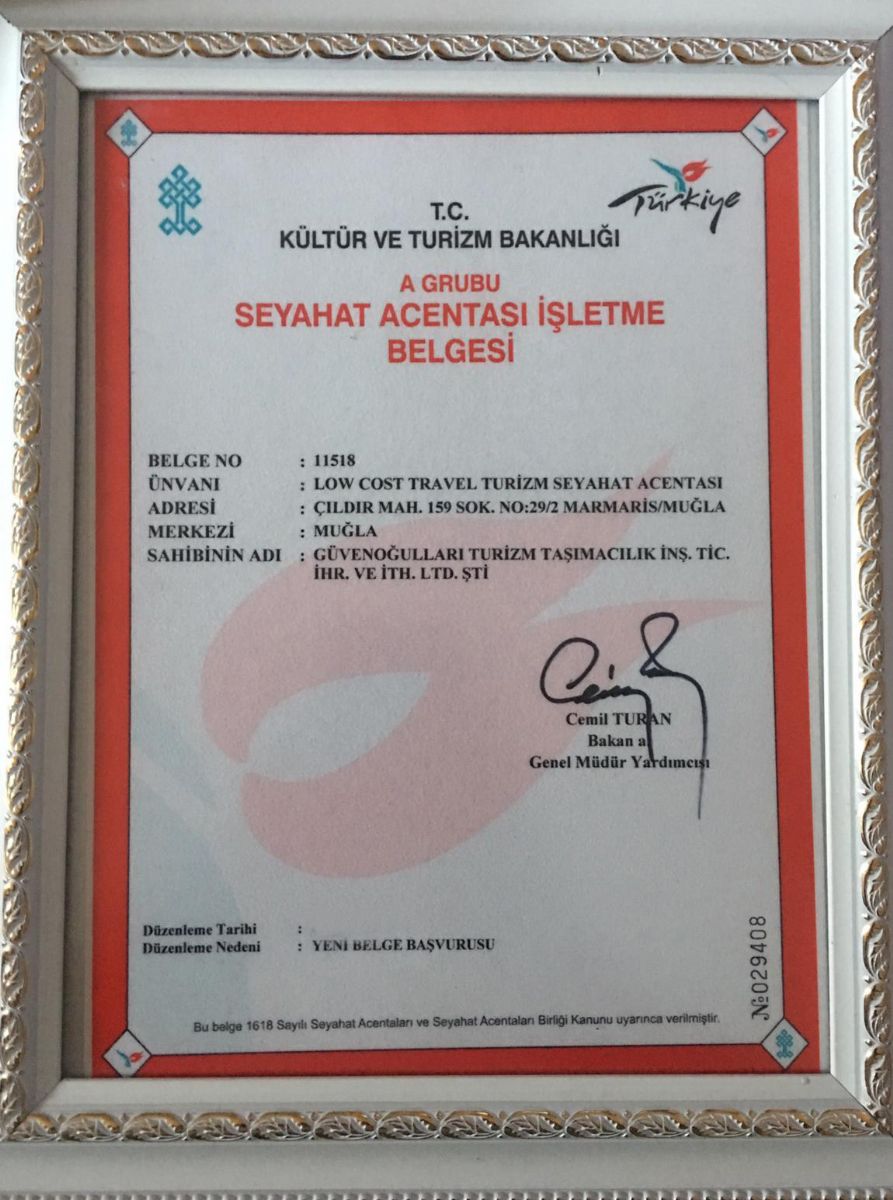 Türkiye
T.C.
KÜLTÜR VE TURİZM BAKANLIĞI
A GRUBU
SEYAHAT ACENTASI İŞLETME
BELGESİ
BELGE NO : 11518
ÜNVANI : LOW COST TRAVEL TURİZM SEYAHAT ACENTASI
ADRESİ : ÇILDIR MAH. 159 SOK. NO:29/2 MARMARİS/MUĞLA
MERKEZİ : MUĞLA
SAHİBİNİN ADI : GÜVENOĞULLARI TURİZM TAŞIMACILIK İNŞ. TİC.
İHR. VE İTH. LTD. ŞTİ
Cemil TURAN
Bakan a.
Genel Müdür Yardımcısı
Düzenleme Tarihi :
Düzenleme Nedeni : YENİ BELGE BAŞVURUSU
№029408
Bu belge 1618 Sayılı Seyahat Acentaları ve Seyahat Acentaları Birliği Kanunu uyarınca verilmiştir.